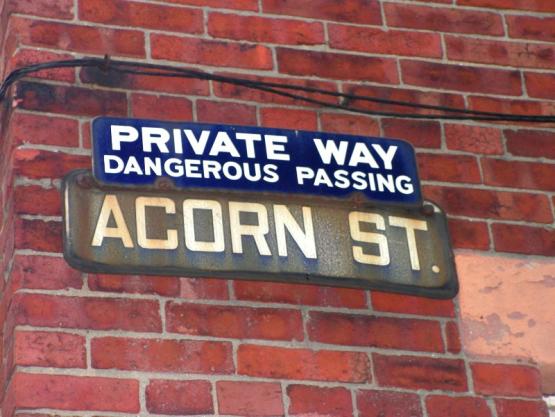 PRIVATE WAY
DANGEROUS PASSING
ACORN ST.